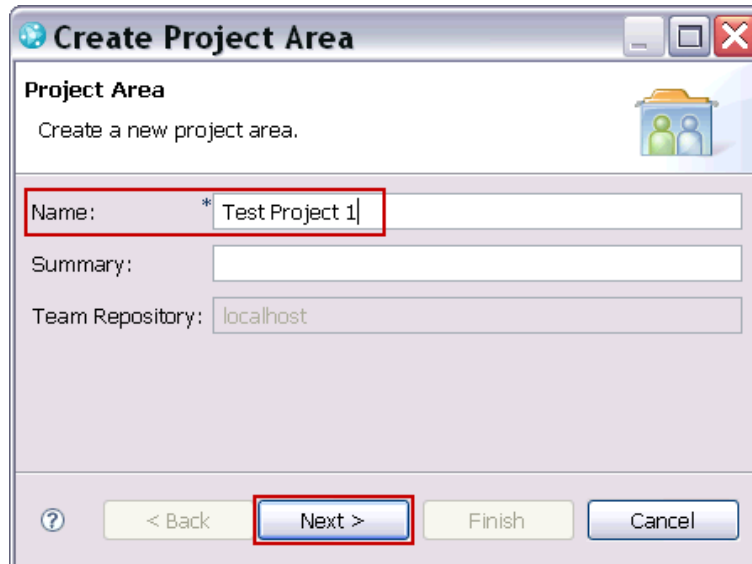 Create Project Area
Project Area
Create a new project area.
Name: * Test Project 1
Summary:
Team Repository: localhost
? < Back Next > Finish Cancel